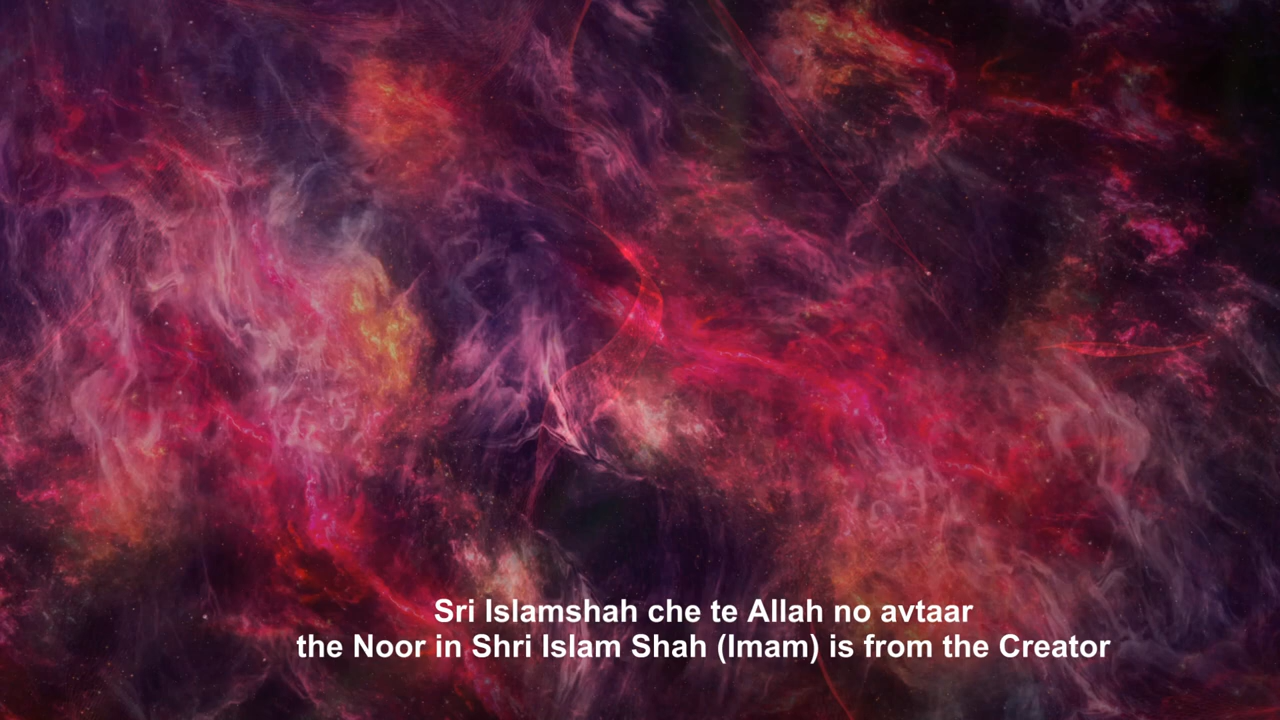 Sri Islamshah che te Allah no avtaar
the Noor in Shri Islam Shah (Imam) is from the Creator